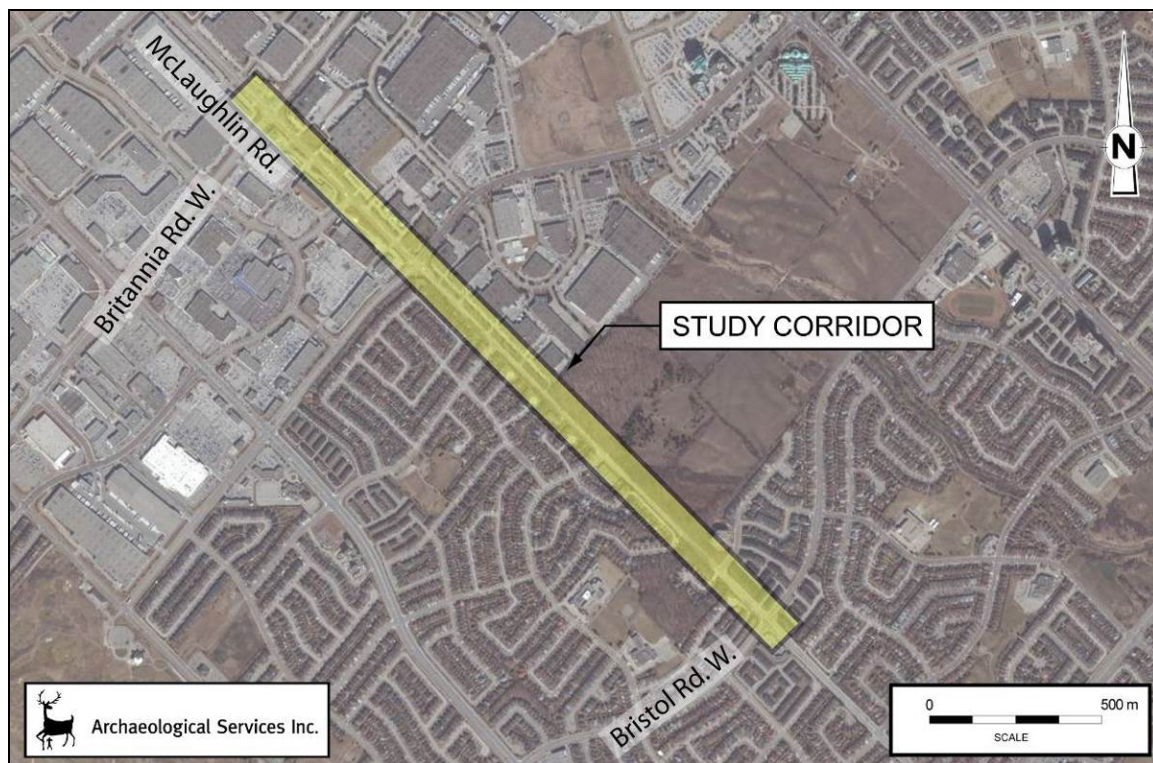 McLaughlin Rd.
N
Britannia Rd. W.
STUDY CORRIDOR
Bristol Rd. W.
Archaeological Services Inc.
0 500 m
SCALE